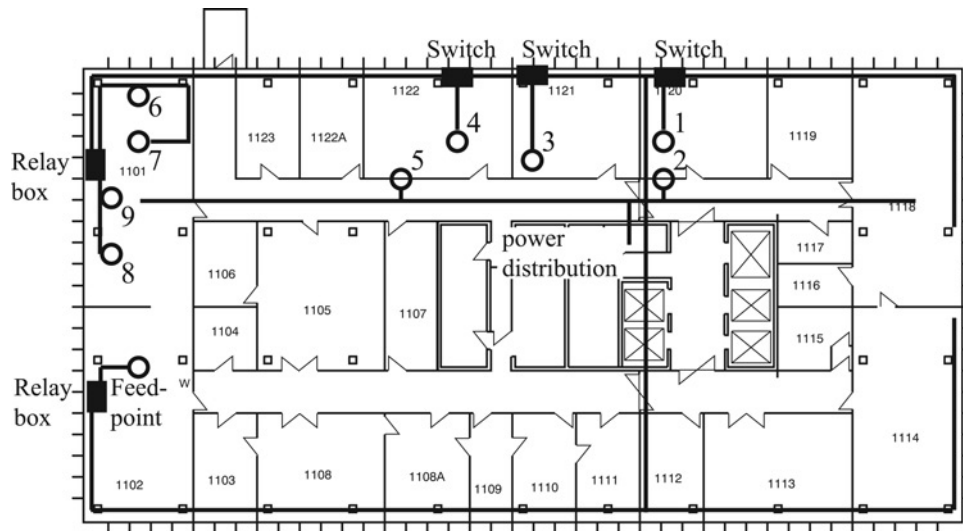 Switch
Switch
Switch
1122
1121
1120
6
7
4
3
1
1123
1122A
1119
1101
Relay
box
5
2
9
8
1118
power
distribution
1117
1106
1116
1105
1107
1104
1115
Relay
box
Feed-
point
W
1102
1103
1108
1108A
1109
1110
1111
1112
1113
1114